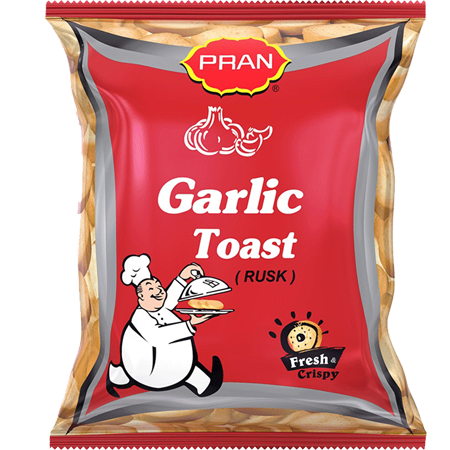 PRAN
®
Garlic
Toast
(RUSK)
Fresh &
Crispy